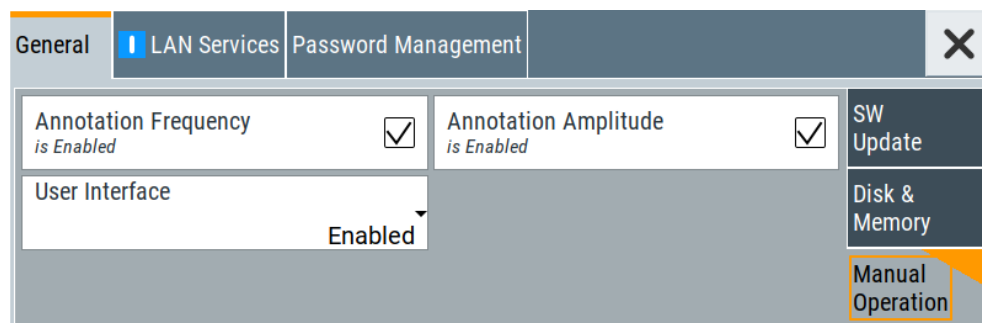 General
LAN Services
Password Management
Annotation Frequency
is Enabled
Annotation Amplitude
is Enabled
User Interface
Enabled
SW
Update
Disk &
Memory
Manual
Operation